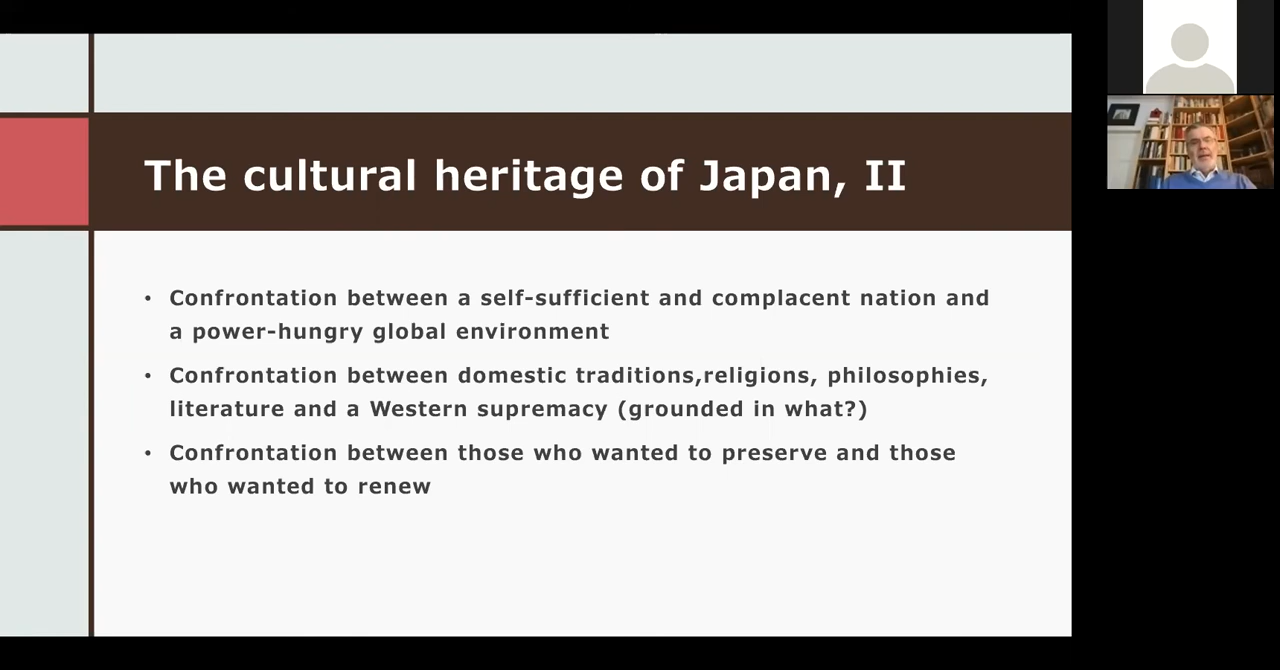 The cultural heritage of Japan, II
• Confrontation between a self-sufficient and complacent nation and
a power-hungry global environment
• Confrontation between domestic traditions,religions, philosophies,
literature and a Western supremacy (grounded in what?)
• Confrontation between those who wanted to preserve and those
who wanted to renew